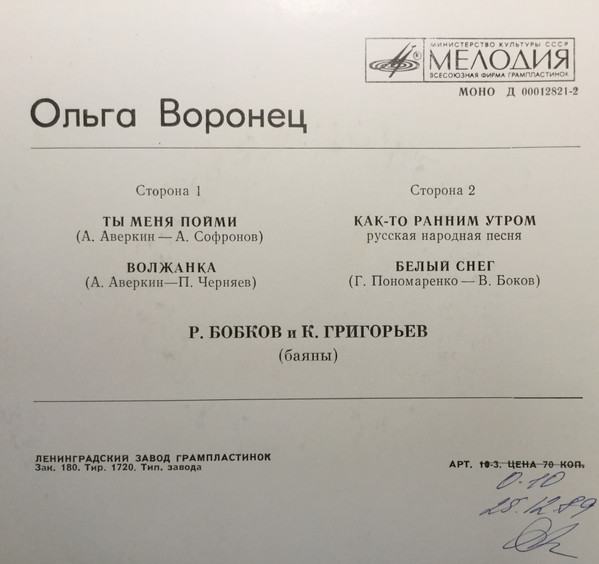 МИНИСТЕРСТВО КУЛЬТУРЫ СССР
МЕЛОДИЯ
ВСЕСОЮЗНАЯ ФИРМА ГРАМПЛАСТИНОК
МОНО Д 00012821-2
Ольга Воронец
Сторона 1
ТЫ МЕНЯ ПОЙМИ
(А. Аверкин — А. Софронов)
ВОЛЖАНКА
(А. Аверкин—П. Черняев)
Сторона 2
КАК-ТО РАННИМ УТРОМ
русская народная песня
БЕЛЫЙ СНЕГ
(Г. Пономаренко — В. Боков)
Р. БОБКОВ и К. ГРИГОРЬЕВ
(баяны)
ЛЕНИНГРАДСКИЙ ЗАВОД ГРАМПЛАСТИНОК
Зак. 180. Тир. 1720. Тип. завода
АРТ. 10-3. ЦЕНА 70 КОП.
0-10
25.12.89